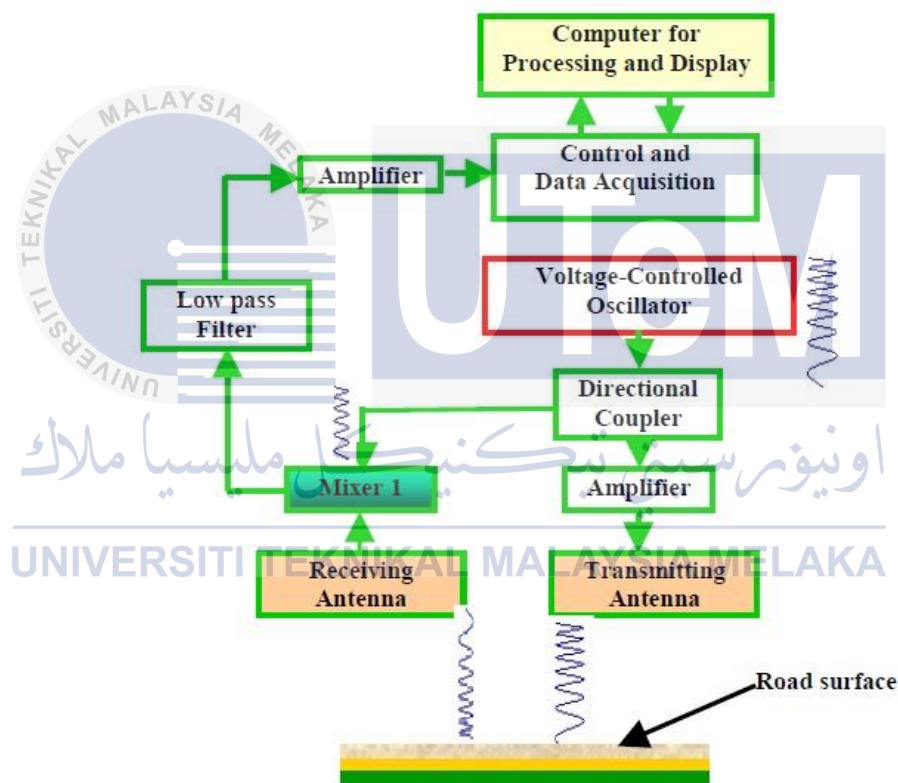 Computer for
Processing and Display
Control and
Data Acquisition
Amplifier
Voltage-Controlled
Oscillator
Low pass
Filter
Directional
Coupler
Mixer 1
Amplifier
Receiving
Antenna
Transmitting
Antenna
Road surface
UNIVERSITI TEKNIKAL MALAYSIA MELAKA
UTeM
اونيۏرسيتي تيكنيكل مليسيا ملاك
UNIVERSITI TEKNIKAL MALAYSIA MELAKA